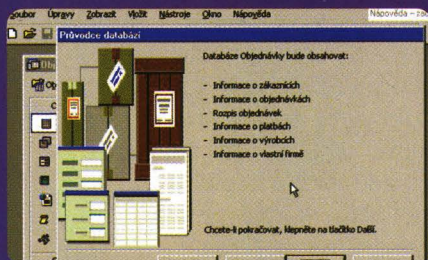 Soubor Úpravy Zobrazit Vložit Nástroje Okno Nápověda
Nápověda – zad
Průvodce databází
Obj
Databáze Objednávky bude obsahovat:
- Informace o zákaznících
- Informace o objednávkách
- Rozpis objednávek
- Informace o platbách
- Informace o výrobcích
- Informace o vlastní firmě
Chcete-li pokračovat, klepněte na tlačítko Další.